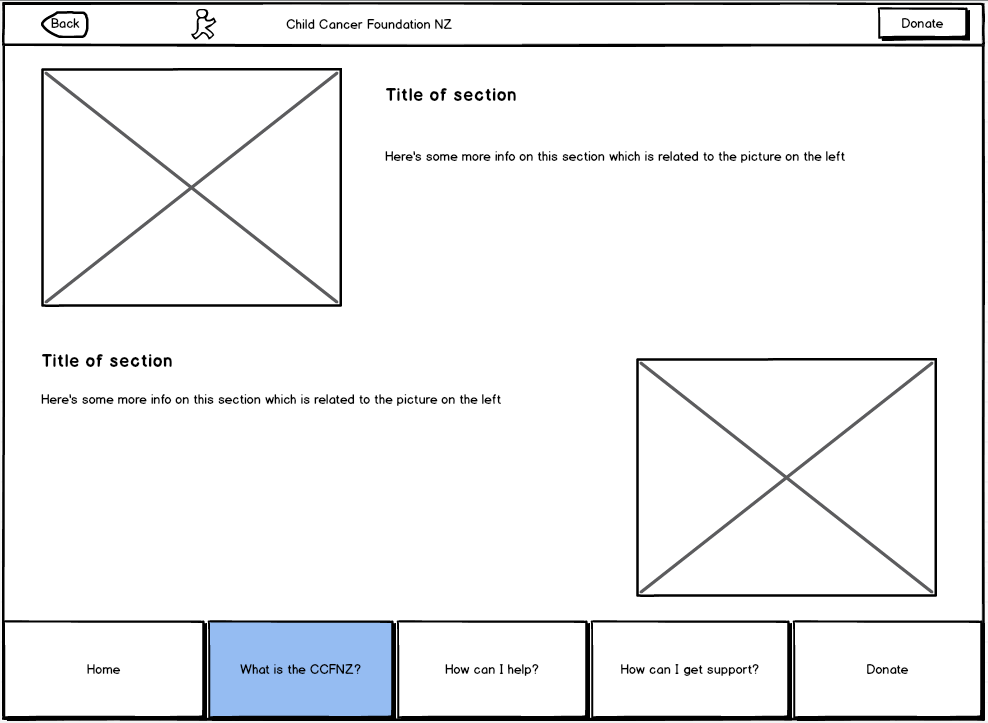 Back
Child Cancer Foundation NZ
Donate
Title of section
Here's some more info on this section which is related to the picture on the left
Title of section
Here's some more info on this section which is related to the picture on the left
Home
What is the CCFNZ?
How can I help?
How can I get support?
Donate